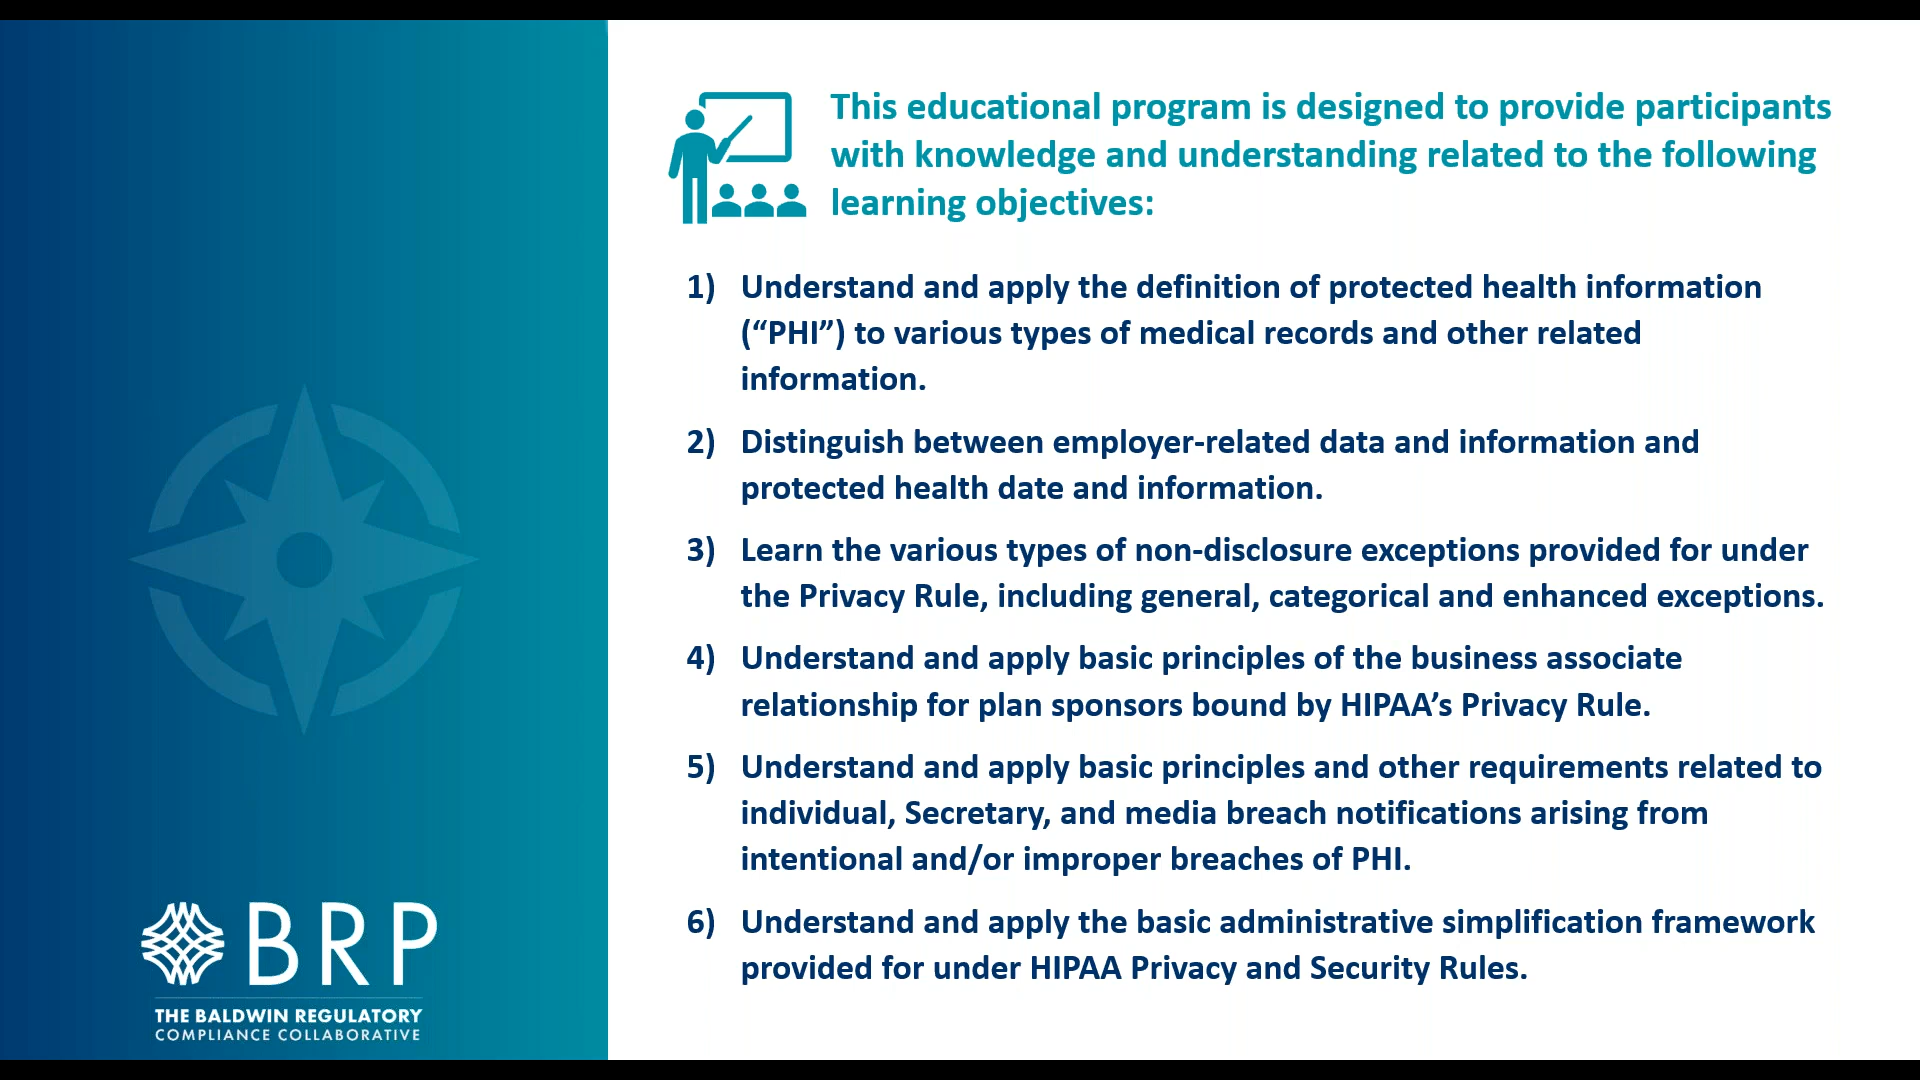 This educational program is designed to provide participants
with knowledge and understanding related to the following
learning objectives:
1) Understand and apply the definition of protected health information
(“PHI”) to various types of medical records and other related
information.
2) Distinguish between employer-related data and information and
protected health date and information.
3) Learn the various types of non-disclosure exceptions provided for under
the Privacy Rule, including general, categorical and enhanced exceptions.
4) Understand and apply basic principles of the business associate
relationship for plan sponsors bound by HIPAA’s Privacy Rule.
5) Understand and apply basic principles and other requirements related to
individual, Secretary, and media breach notifications arising from
intentional and/or improper breaches of PHI.
6) Understand and apply the basic administrative simplification framework
provided for under HIPAA Privacy and Security Rules.
BRP
THE BALDWIN REGULATORY
COMPLIANCE COLLABORATIVE